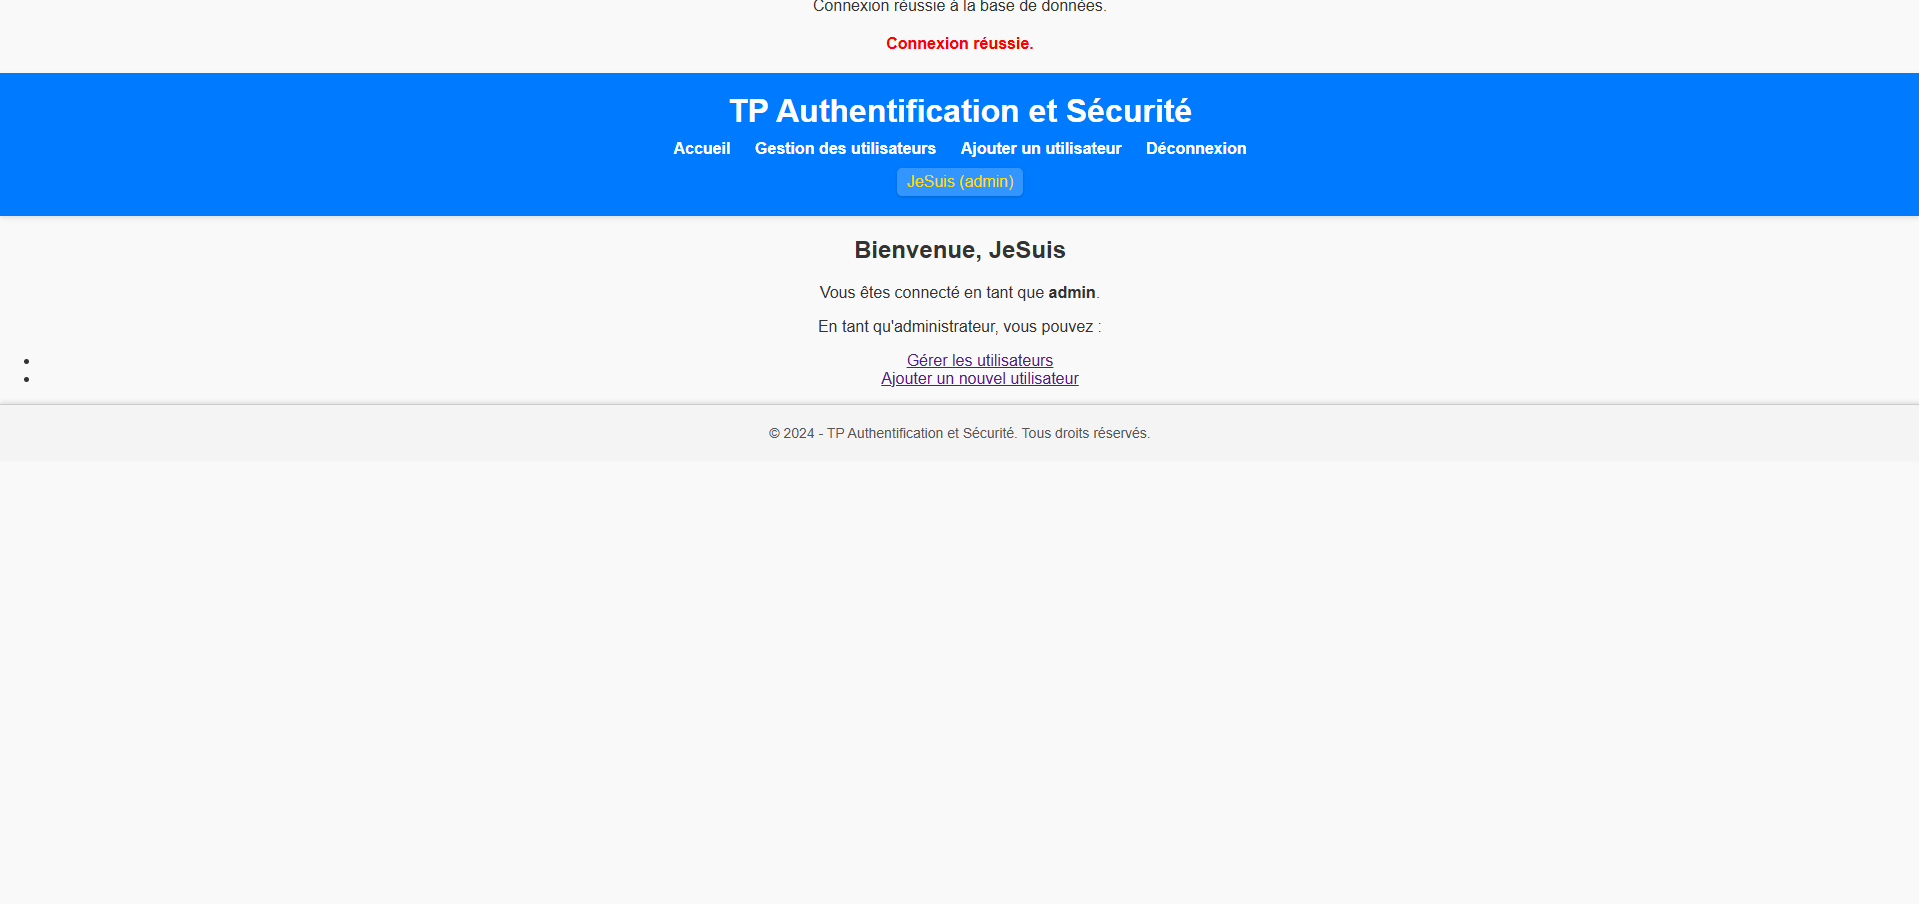 Connexion réussie à la base de données.
Connexion réussie.
TP Authentification et Sécurité
Accueil Gestion des utilisateurs Ajouter un utilisateur Déconnexion
JeSuis (admin)
Bienvenue, JeSuis
Vous êtes connecté en tant que admin.
En tant qu'administrateur, vous pouvez :
Gérer les utilisateurs
Ajouter un nouvel utilisateur
© 2024 - TP Authentification et Sécurité. Tous droits réservés.